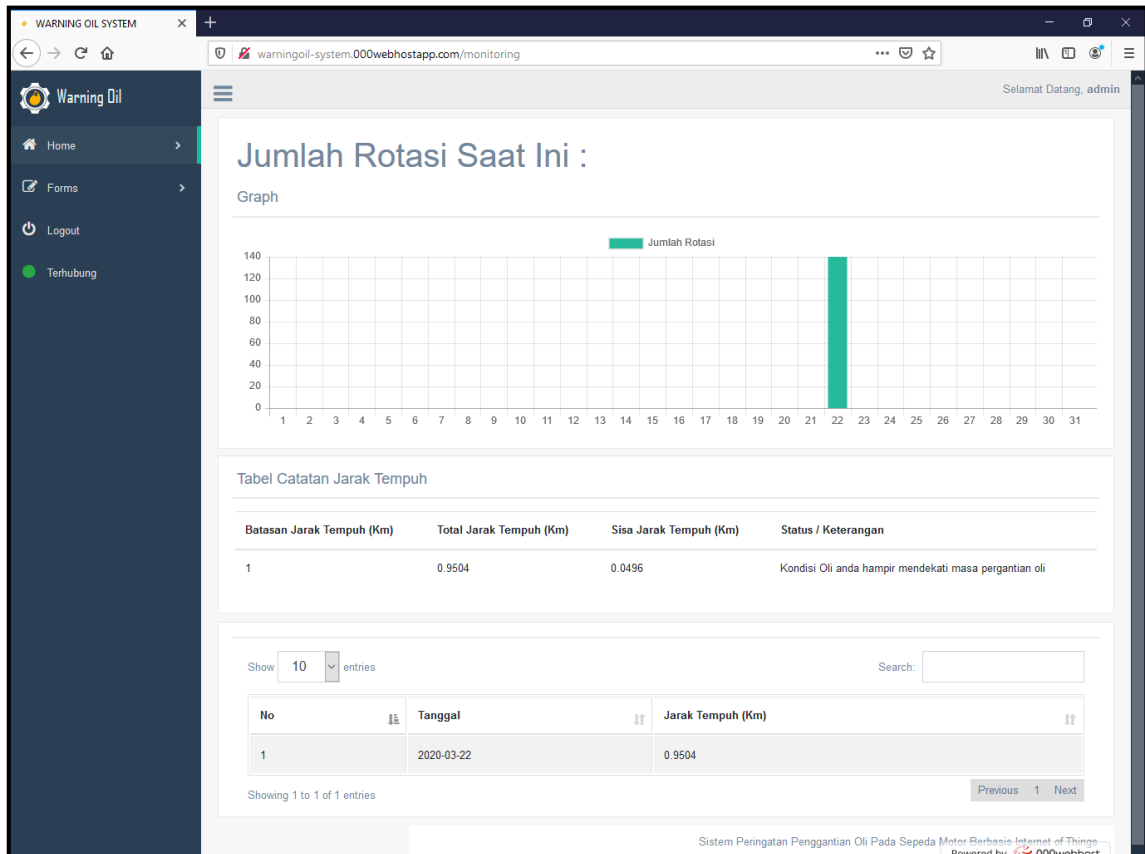 WARNING OIL SYSTEM
warningoil-system.000webhostapp.com/monitoring
Warning Oil
Selamat Datang, admin
Home
Forms
Logout
Terhubung
Jumlah Rotasi Saat Ini :
Graph
Jumlah Rotasi
140
120
100
80
60
40
20
0
1 2 3 4 5 6 7 8 9 10 11 12 13 14 15 16 17 18 19 20 21 22 23 24 25 26 27 28 29 30 31
Tabel Catatan Jarak Tempuh
Batasan Jarak Tempuh (Km) Total Jarak Tempuh (Km) Sisa Jarak Tempuh (Km) Status / Keterangan
1 0.9504 0.0496 Kondisi Oli anda hampir mendekati masa pergantian oli
Show 10 entries Search:
No Tanggal Jarak Tempuh (Km)
1 2020-03-22 0.9504
Showing 1 to 1 of 1 entries Previous 1 Next
Sistem Peringatan Penggantian Oli Pada Sepeda Motor Berbasis Internet of Things
Powered by 000webhost